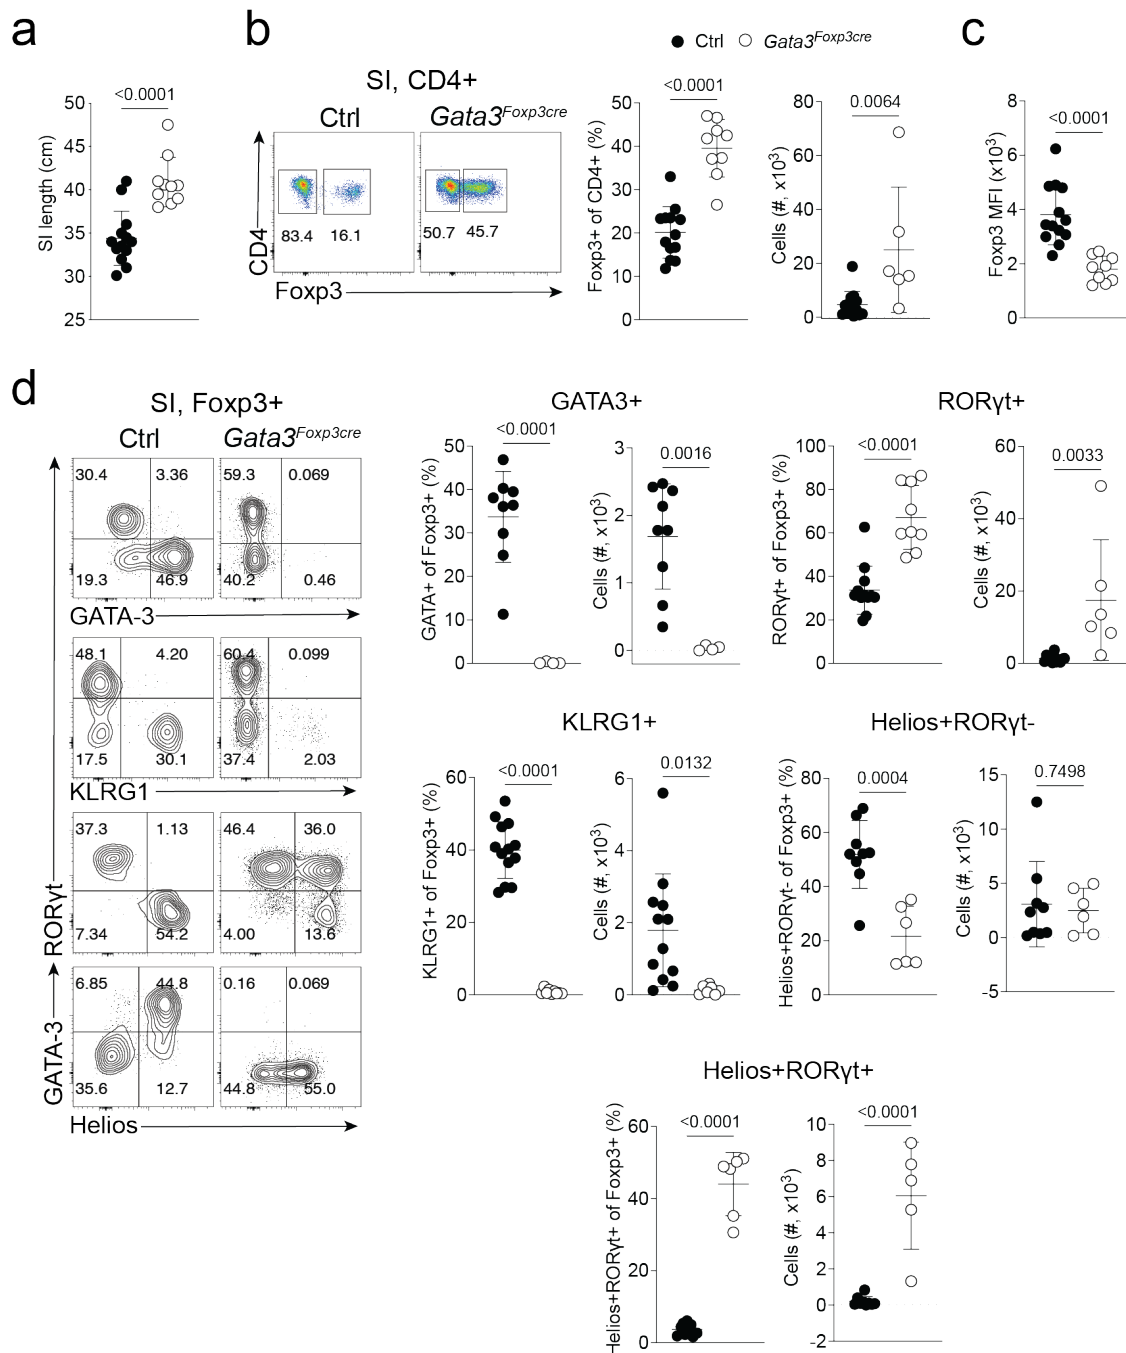 a
<0.0001
SI length (cm)
50
45
40
35
30
25
b
Ctrl Gata3Foxp3cre
SI, CD4+
Ctrl Gata3Foxp3cre
83.4 16.1
50.7 45.7
CD4
Foxp3
<0.0001
Foxp3+ of CD4+ (%)
50
40
30
20
10
0
0.0064
Cells (#, x10³)
80
60
40
20
0
c
<0.0001
Foxp3 MFI (x10³)
8
6
4
2
0
d
SI, Foxp3+
Ctrl Gata3Foxp3cre
30.4 3.36
19.3 46.9
59.3 0.069
40.2 0.46
GATA-3
48.1 4.20
17.5 30.1
60.4 0.099
37.4 2.03
KLRG1
37.3 1.13
7.34 54.2
46.4 36.0
4.00 13.6
RORγt
6.85 44.8
35.6 12.7
0.16 0.069
44.8 55.0
GATA-3
Helios
GATA3+
<0.0001
GATA+ of Foxp3+ (%)
50
40
30
20
10
0
0.0016
Cells (#, x10³)
3
2
1
0
RORγt+
<0.0001
RORγt+ of Foxp3+ (%)
100
80
60
40
20
0
0.0033
Cells (#, x10³)
60
40
20
0
KLRG1+
<0.0001
KLRG1+ of Foxp3+ (%)
60
40
20
0
0.0132
Cells (#, x10³)
6
4
2
0
Helios+RORγt-
0.0004
Helios+RORγt- of Foxp3+ (%)
80
60
40
20
0
0.7498
Cells (#, x10³)
15
10
5
0
-5
Helios+RORγt+
<0.0001
Helios+RORγt+ of Foxp3+ (%)
60
40
20
0
<0.0001
Cells (#, x10³)
10
8
6
4
2
0
-2